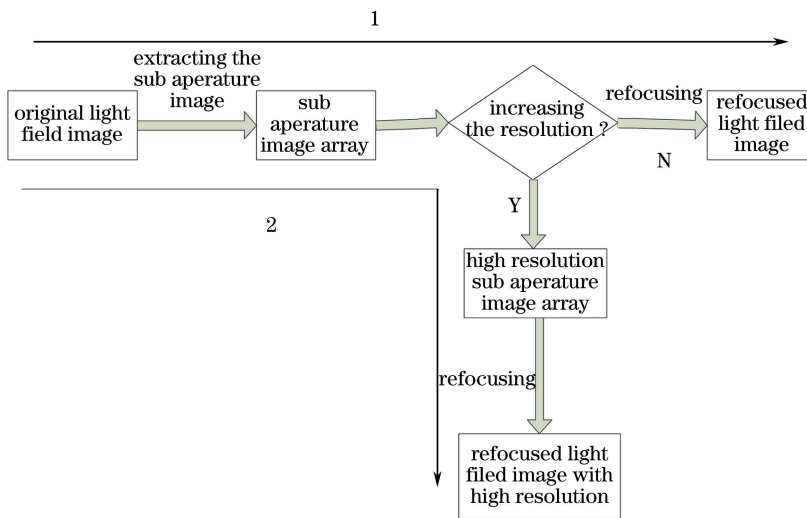 1
extracting the
sub aperature
image
original light
field image
sub
aperature
image array
increasing
the resolution ?
refocusing
N
refocused
light filed
image
2
Y
high resolution
sub aperature
image array
refocusing
refocused light
filed image with
high resolution